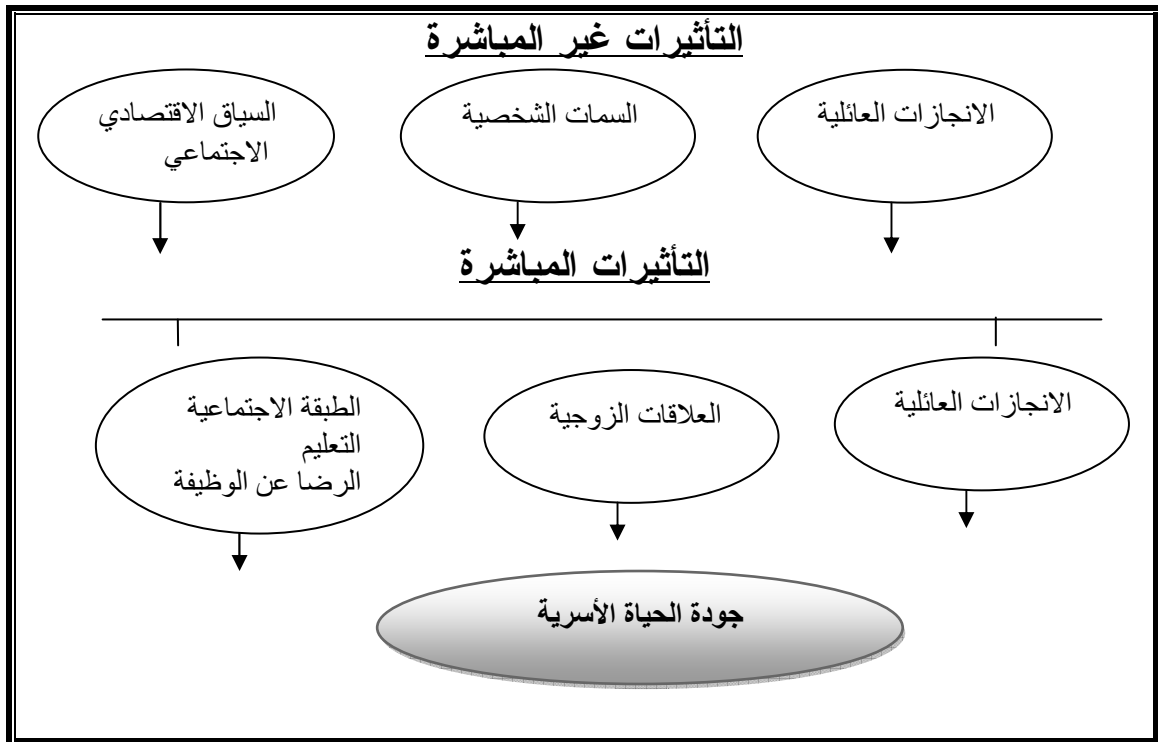 التأثيرات غير المباشرة
الانجازات العائلية
السمات الشخصية
السياق الاقتصادي
الاجتماعي
التأثيرات المباشرة
الانجازات العائلية
العلاقات الزوجية
الطبقة الاجتماعية
التعليم
الرضا عن الوظيفة
جودة الحياة الأسرية